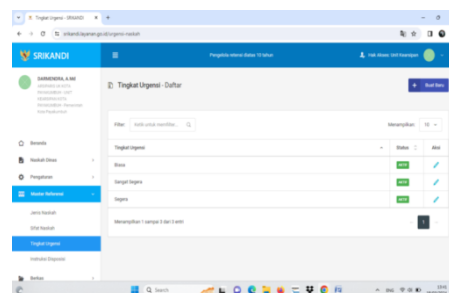 Tingkat Urgensi - SRIKANDI
srikandi.layanan.go.id/urgensi-naskah
SRIKANDI
Pengelola retensi diatas 10 tahun
Hak Akses Unit Kearsipan
DARMENDRA, A.Md
Tingkat Urgensi - Daftar
Buat Baru
Filter:
Ketik untuk memfilter...
Menampilkan:
10
Beranda
Naskah Dinas
Pengaturan
Master Referensi
Jenis Naskah
Sifat Naskah
Tingkat Urgensi
Instruksi Disposisi
Berkas
Tingkat Urgensi
Status
Aksi
Biasa
AKTIF
Sangat Segera
AKTIF
Segera
AKTIF
Menampilkan 1 sampai 3 dari 3 entri
1
Search